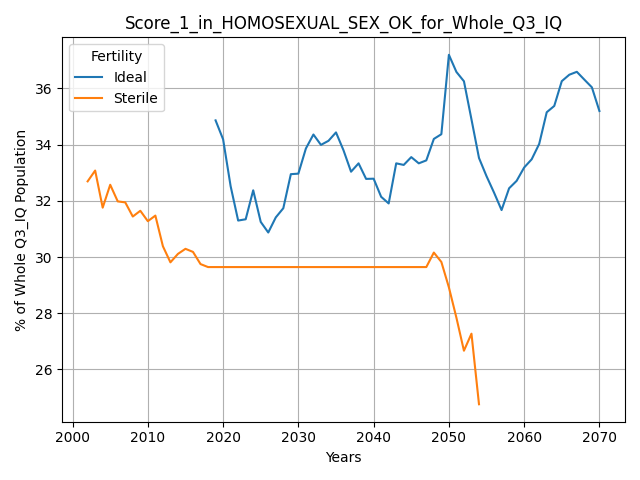 Score_1_in_HOMOSEXUAL_SEX_OK_for_Whole_Q3_IQ
Fertility
Ideal
Sterile
% of Whole Q3_IQ Population
36
34
32
30
28
26
2000 2010 2020 2030 2040 2050 2060 2070
Years